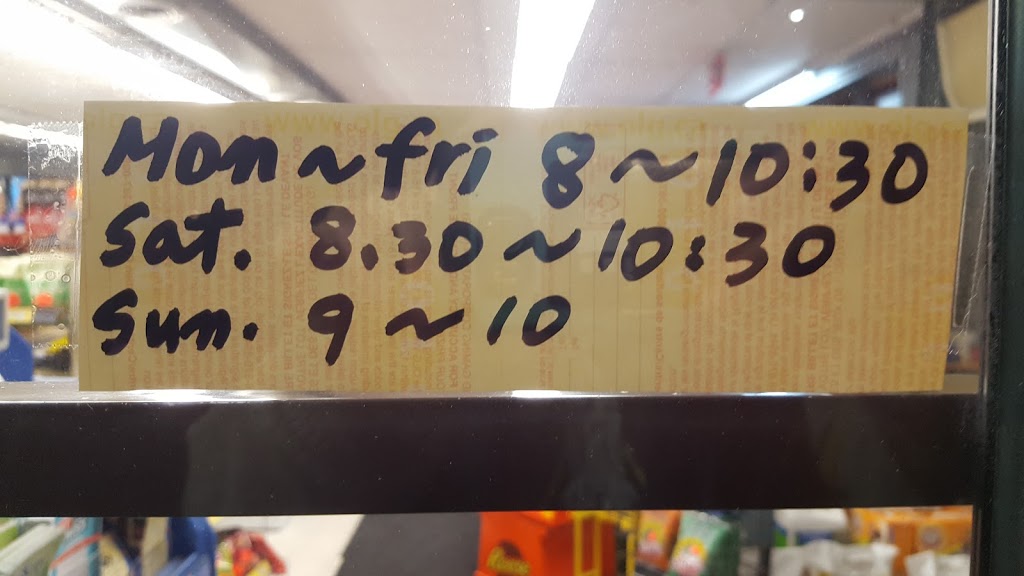 Mon ~ fri 8 ~ 10:30
Sat. 8.30 ~ 10:30
Sun. 9 ~ 10